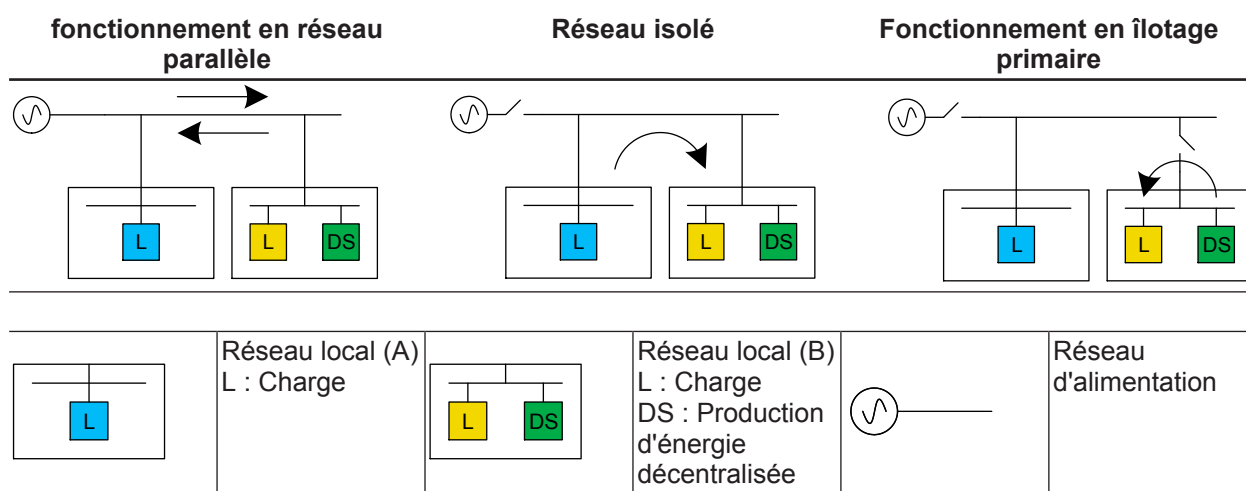 fonctionnement en réseau
parallèle
Réseau isolé
Fonctionnement en îlotage
primaire
L
L
DS
L
L
DS
L
L
DS
L
Réseau local (A)
L : Charge
L
DS
Réseau local (B)
L : Charge
DS : Production
d'énergie
décentralisée
Réseau
d'alimentation